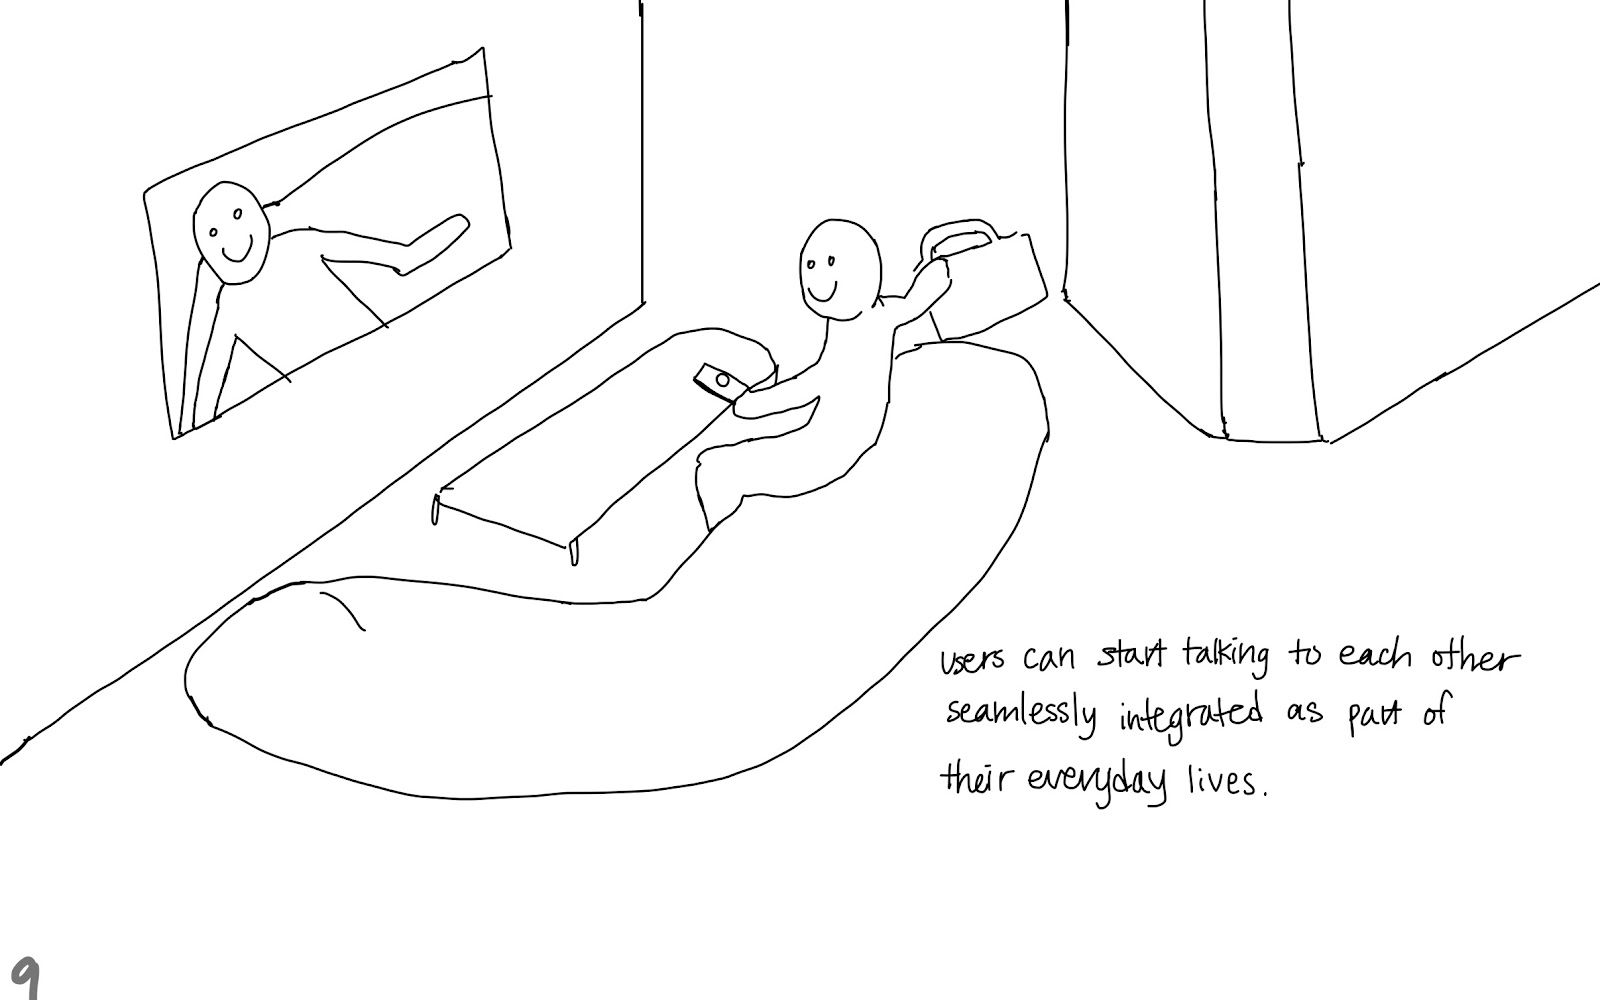 users can start talking to each other
seamlessly integrated as part of
their everyday lives.
9